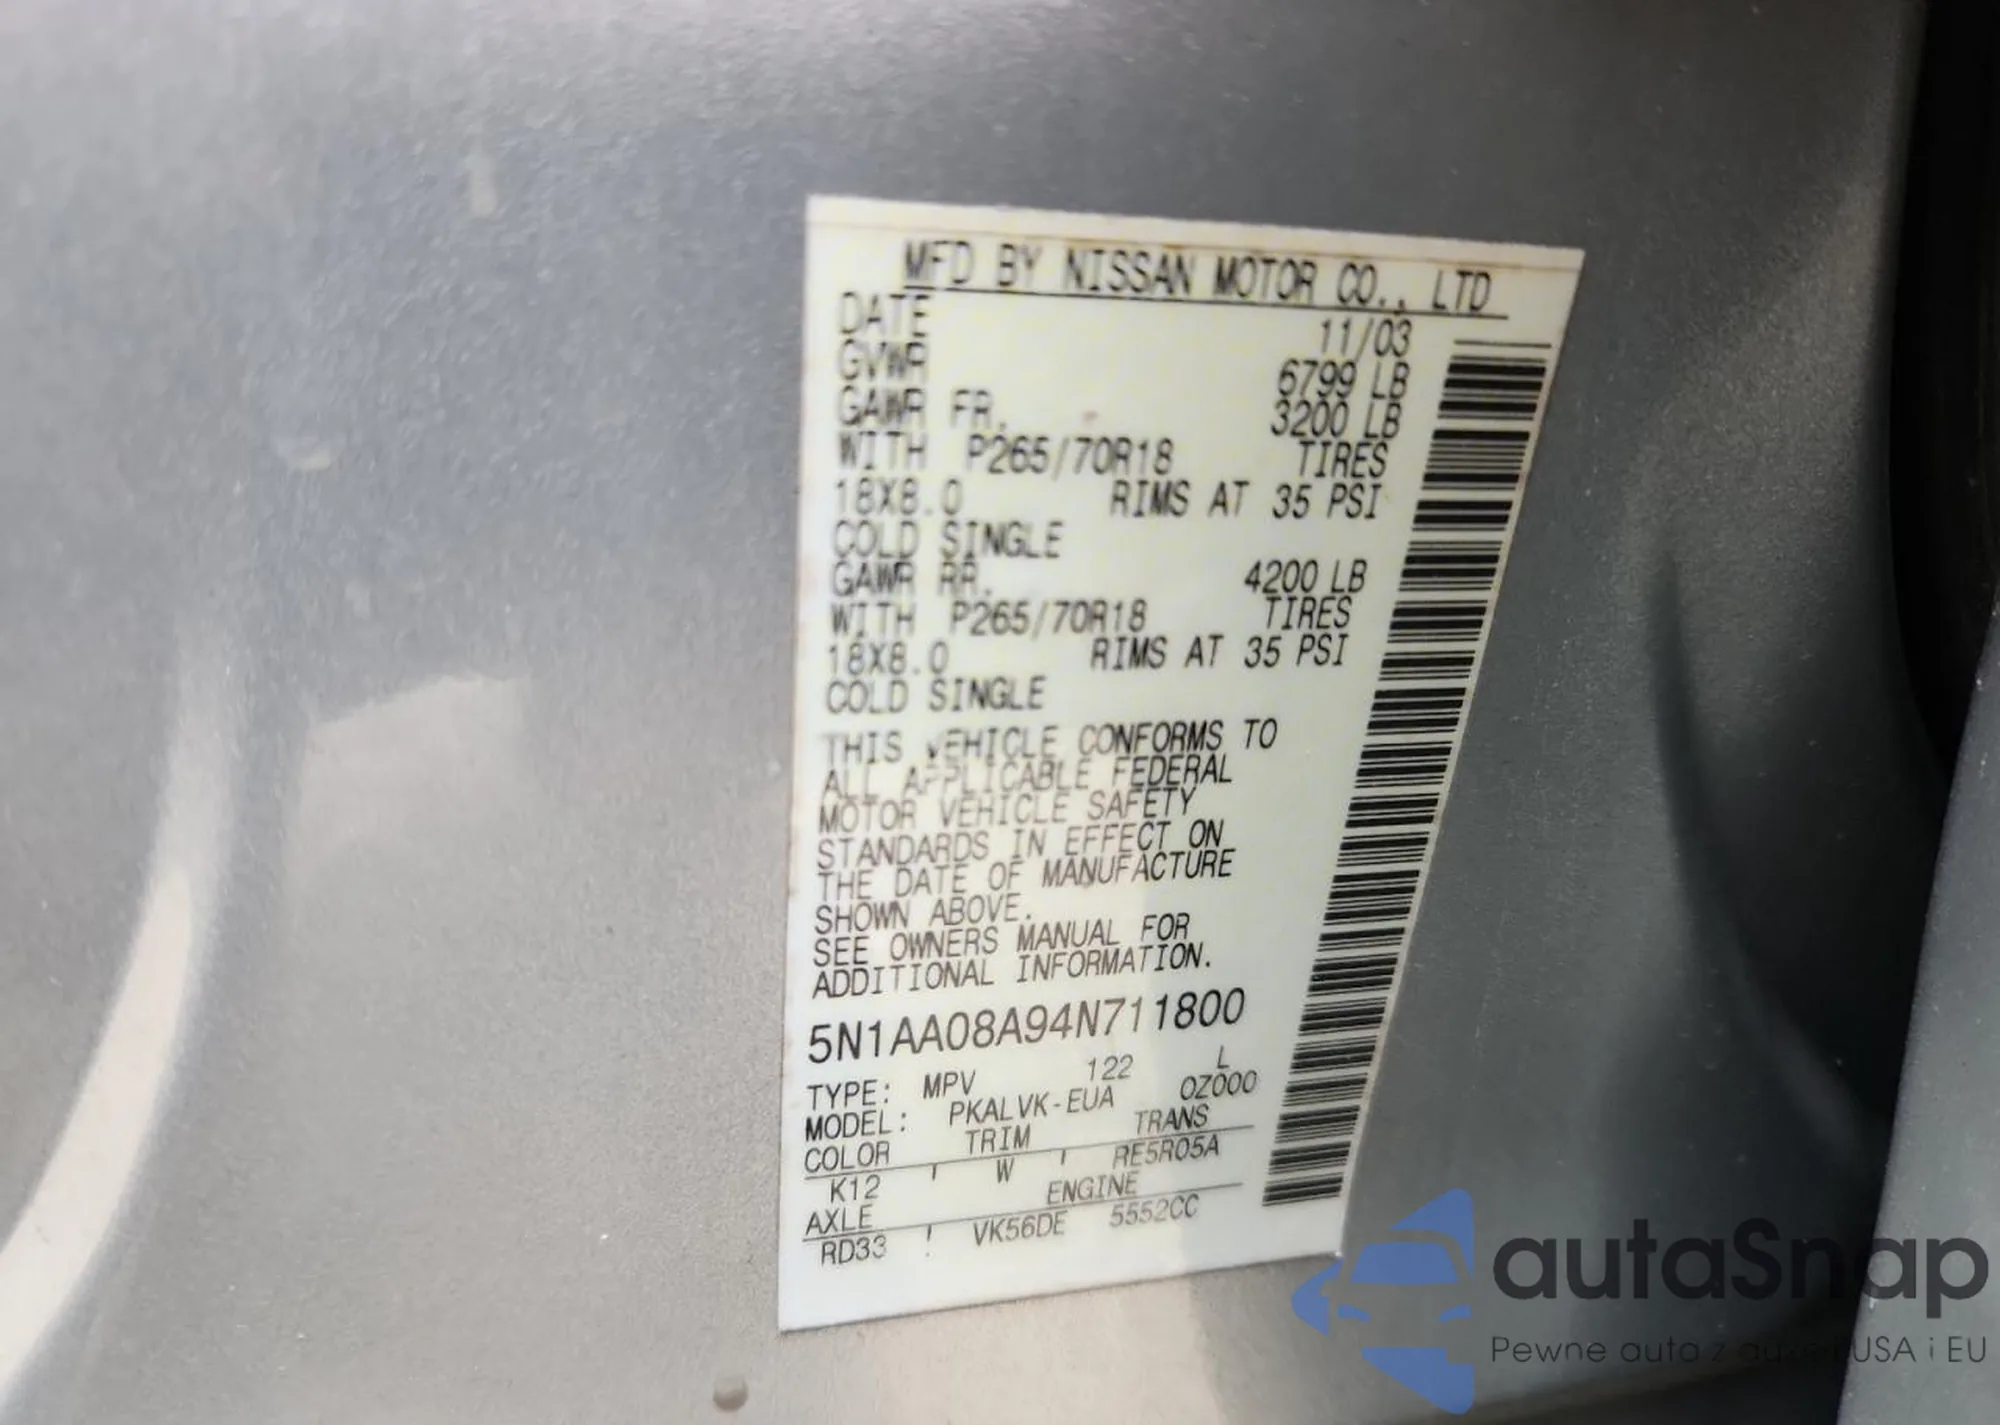 MFD BY NISSAN MOTOR CO., LTD
DATE 11/03
GVWR 6799 LB
GAWR FR. 3200 LB
WITH P265/70R18 TIRES
18X8.0 RIMS AT 35 PSI
COLD SINGLE
GAWR RR. 4200 LB
WITH P265/70R18 TIRES
18X8.0 RIMS AT 35 PSI
COLD SINGLE
THIS VEHICLE CONFORMS TO
ALL APPLICABLE FEDERAL
MOTOR VEHICLE SAFETY
STANDARDS IN EFFECT ON
THE DATE OF MANUFACTURE
SHOWN ABOVE.
SEE OWNERS MANUAL FOR
ADDITIONAL INFORMATION.
5N1AA08A94N711800
TYPE: MPV 122 L
MODEL: PKALVK-EUA 0Z000
COLOR TRIM TRANS
K12 W RE5R05A
AXLE ENGINE
RD33 VK56DE 5552CC
autaSnap
Pewne auta z USA i EU